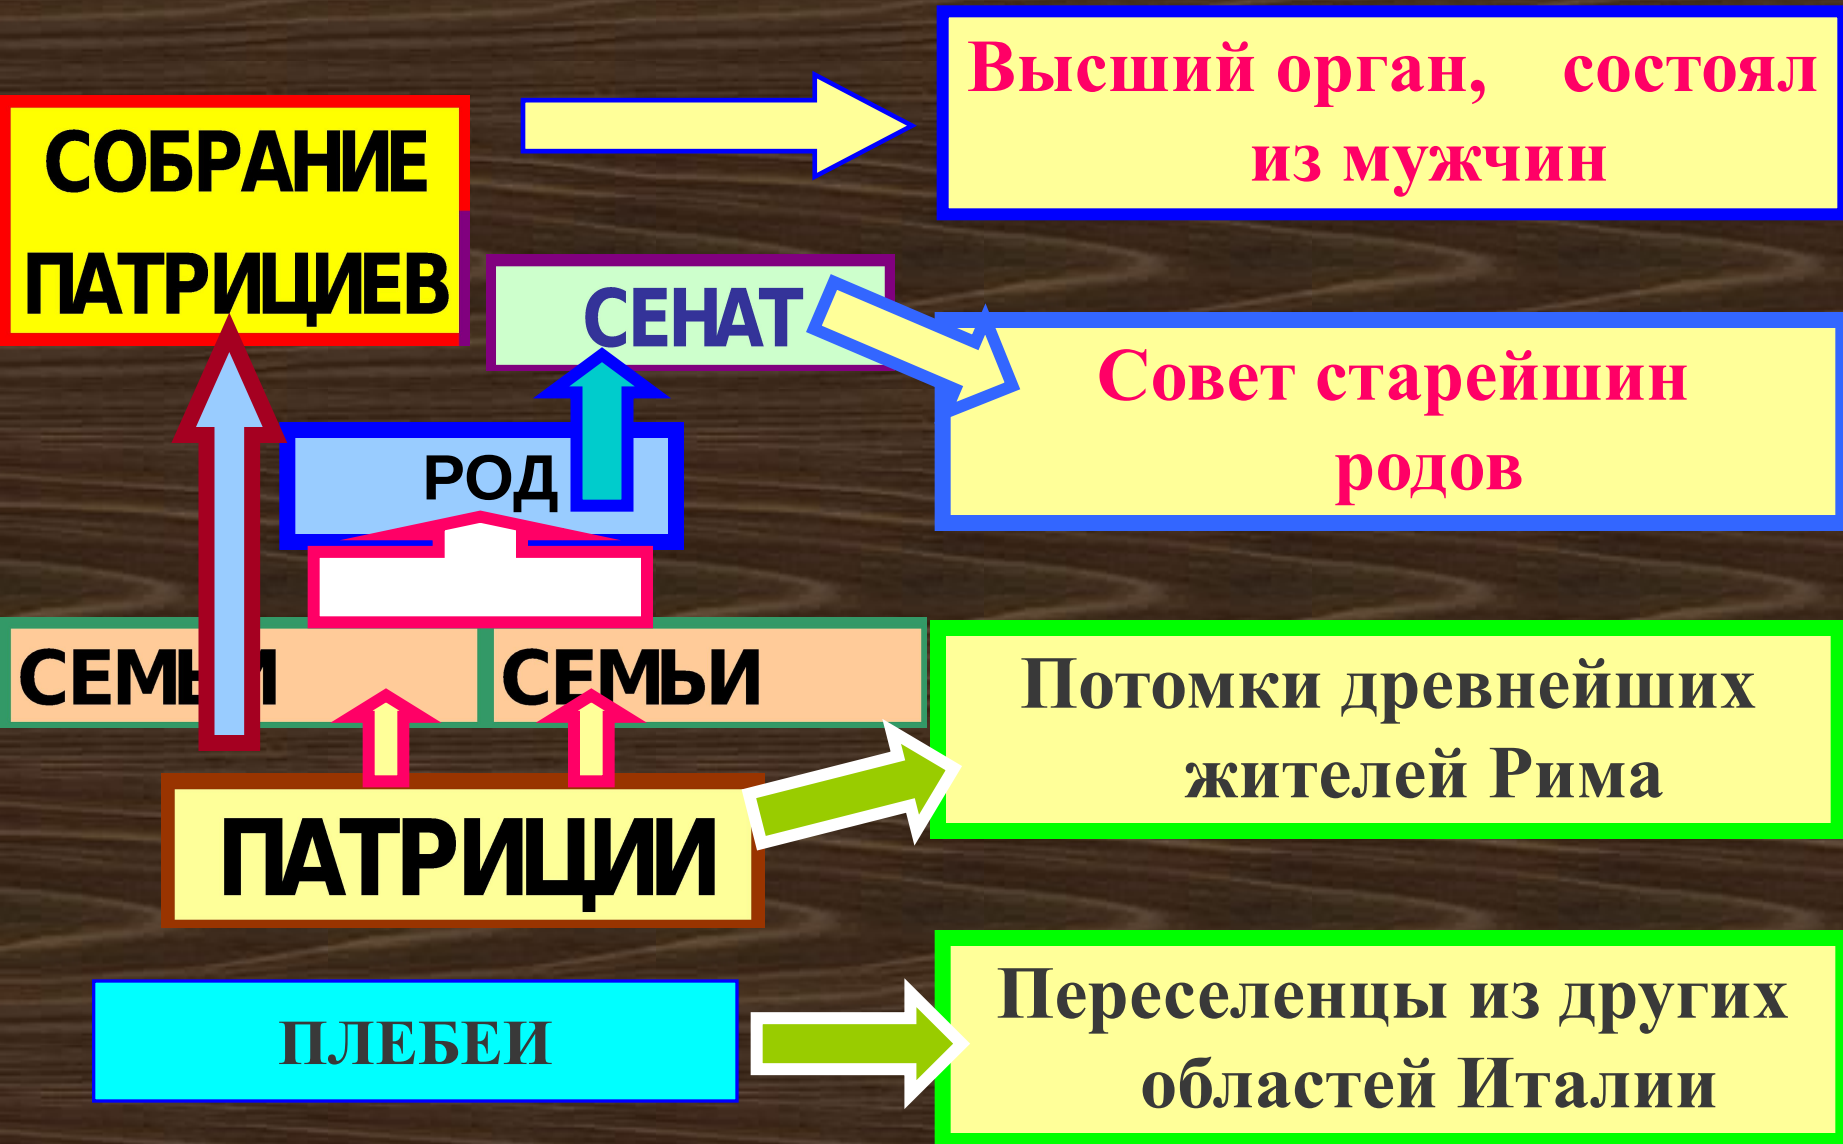 Высший орган, состоял
из мужчин
СОБРАНИЕ
ПАТРИЦИЕВ
СЕНАТ
Совет старейшин
родов
РОД
СЕМЬИ
СЕМЬИ
Потомки древнейших
жителей Рима
ПАТРИЦИИ
ПЛЕБЕИ
Переселенцы из других
областей Италии